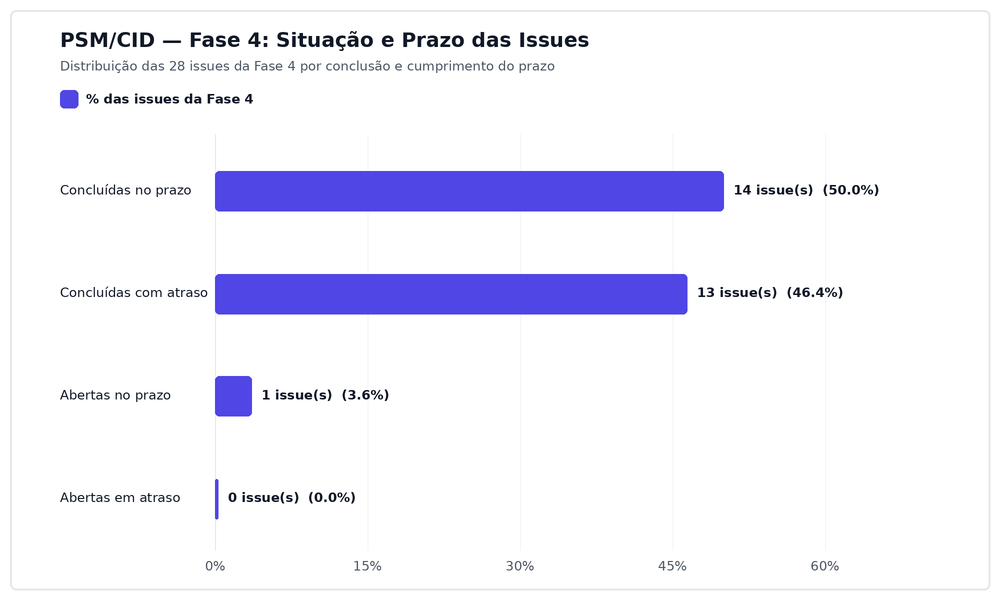 PSM/CID — Fase 4: Situação e Prazo das Issues
Distribuição das 28 issues da Fase 4 por conclusão e cumprimento do prazo
% das issues da Fase 4
Concluídas no prazo 14 issue(s) (50.0%)
Concluídas com atraso 13 issue(s) (46.4%)
Abertas no prazo 1 issue(s) (3.6%)
Abertas em atraso 0 issue(s) (0.0%)
0% 15% 30% 45% 60%